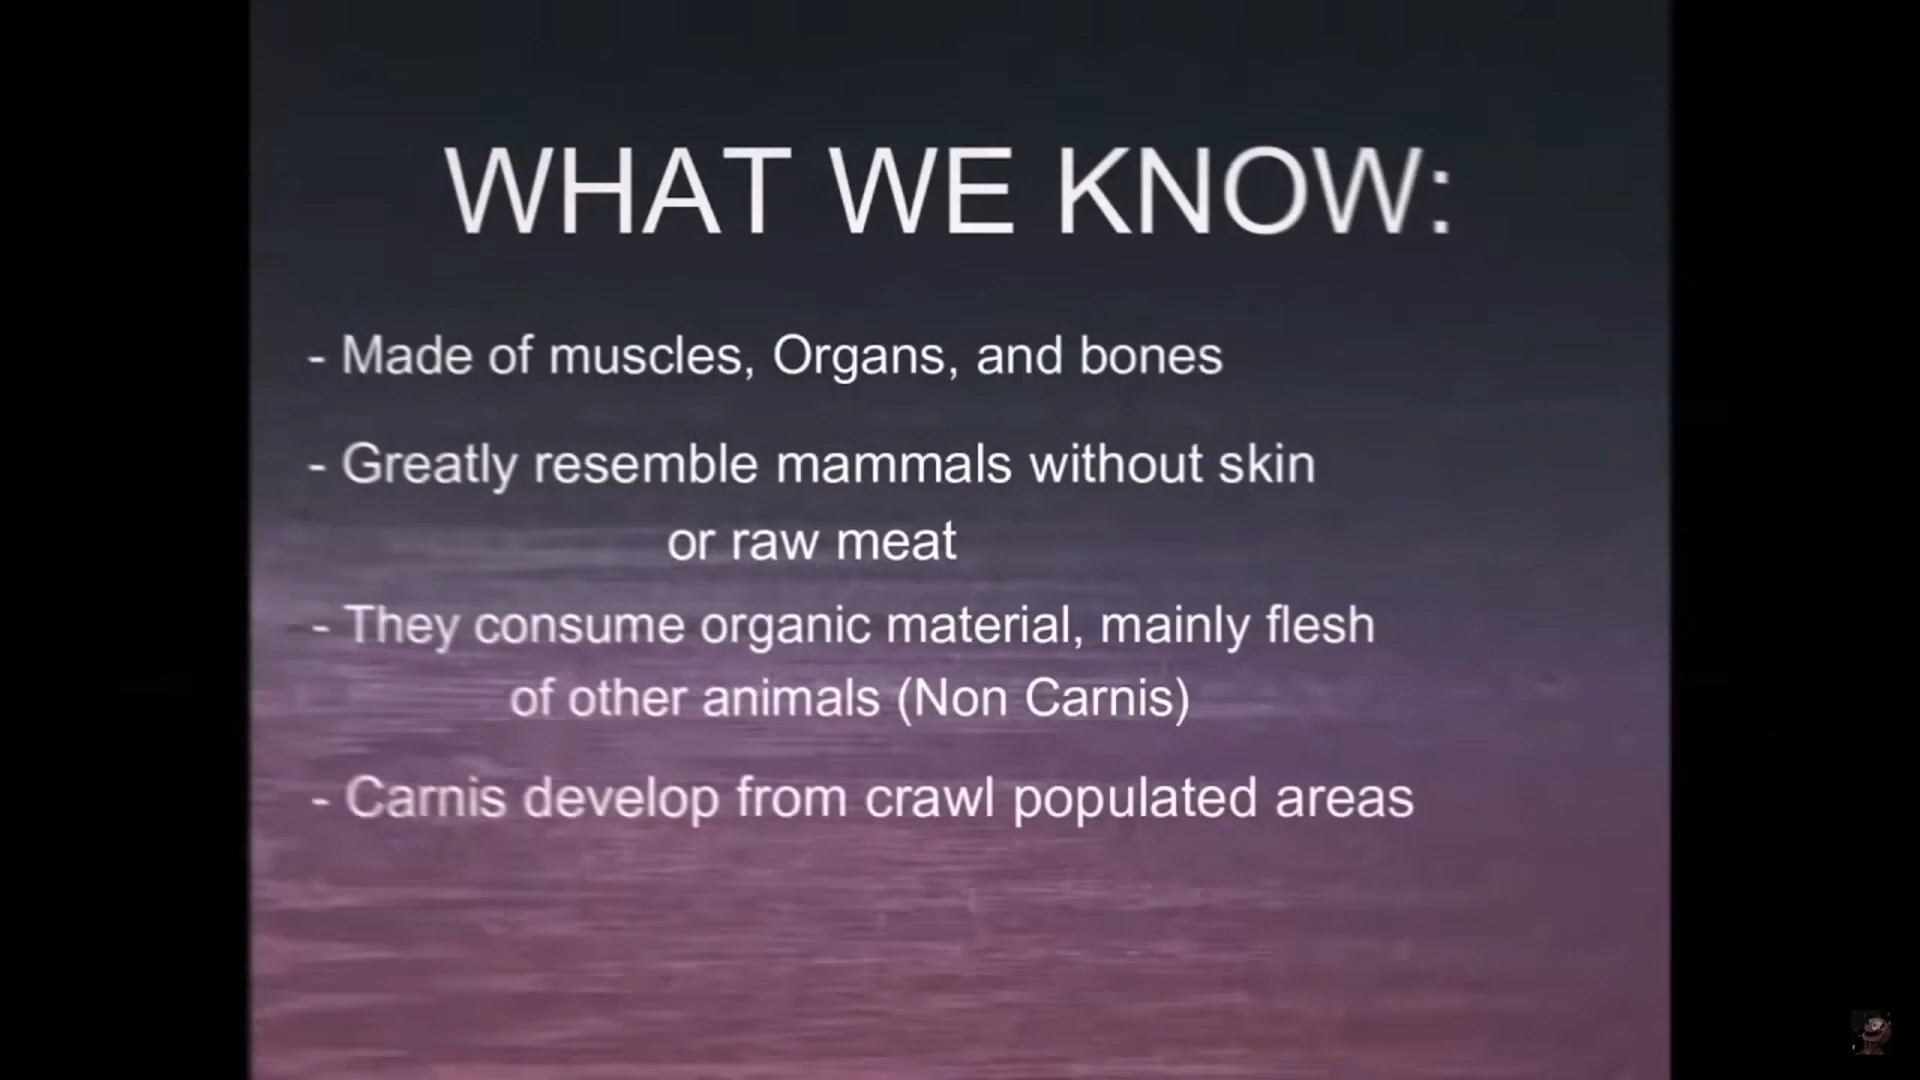 WHAT WE KNOW:
- Made of muscles, Organs, and bones
- Greatly resemble mammals without skin
or raw meat
- They consume organic material, mainly flesh
of other animals (Non Carnis)
- Carnis develop from crawl populated areas